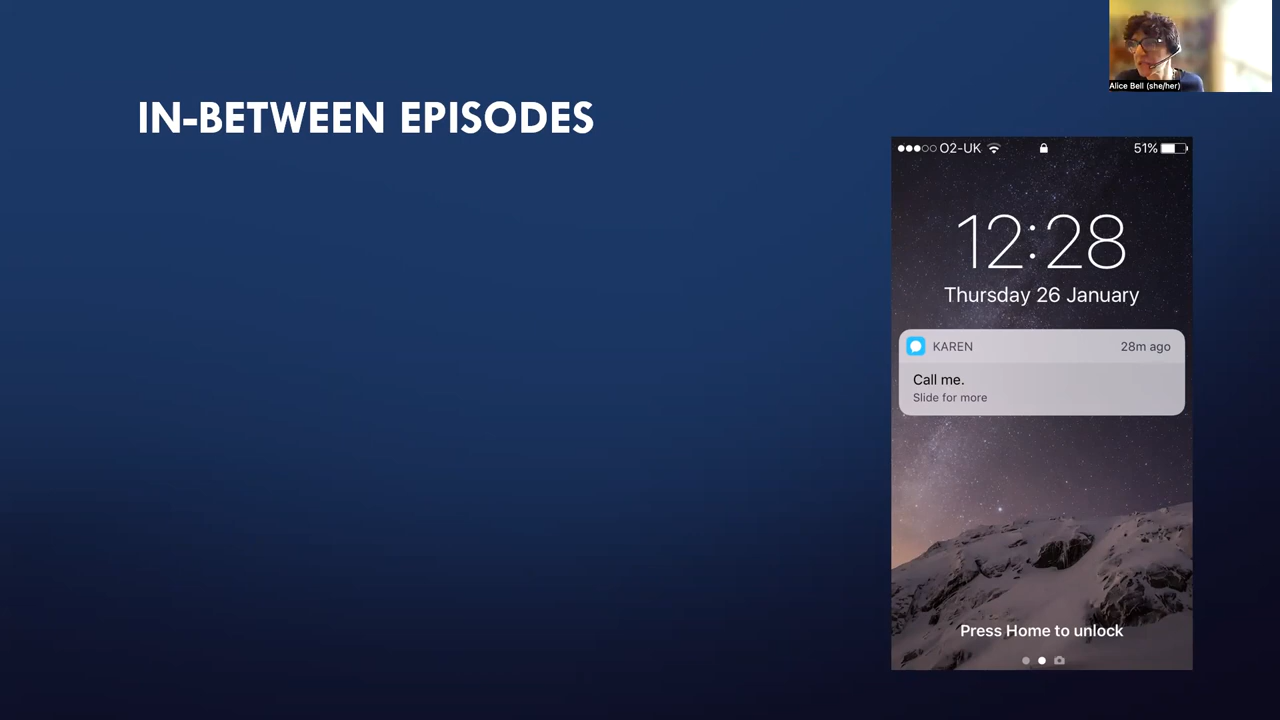 Alice Bell (she/her)
IN-BETWEEN EPISODES
O2-UK
51%
12:28
Thursday 26 January
KAREN
28m ago
Call me.
Slide for more
Press Home to unlock